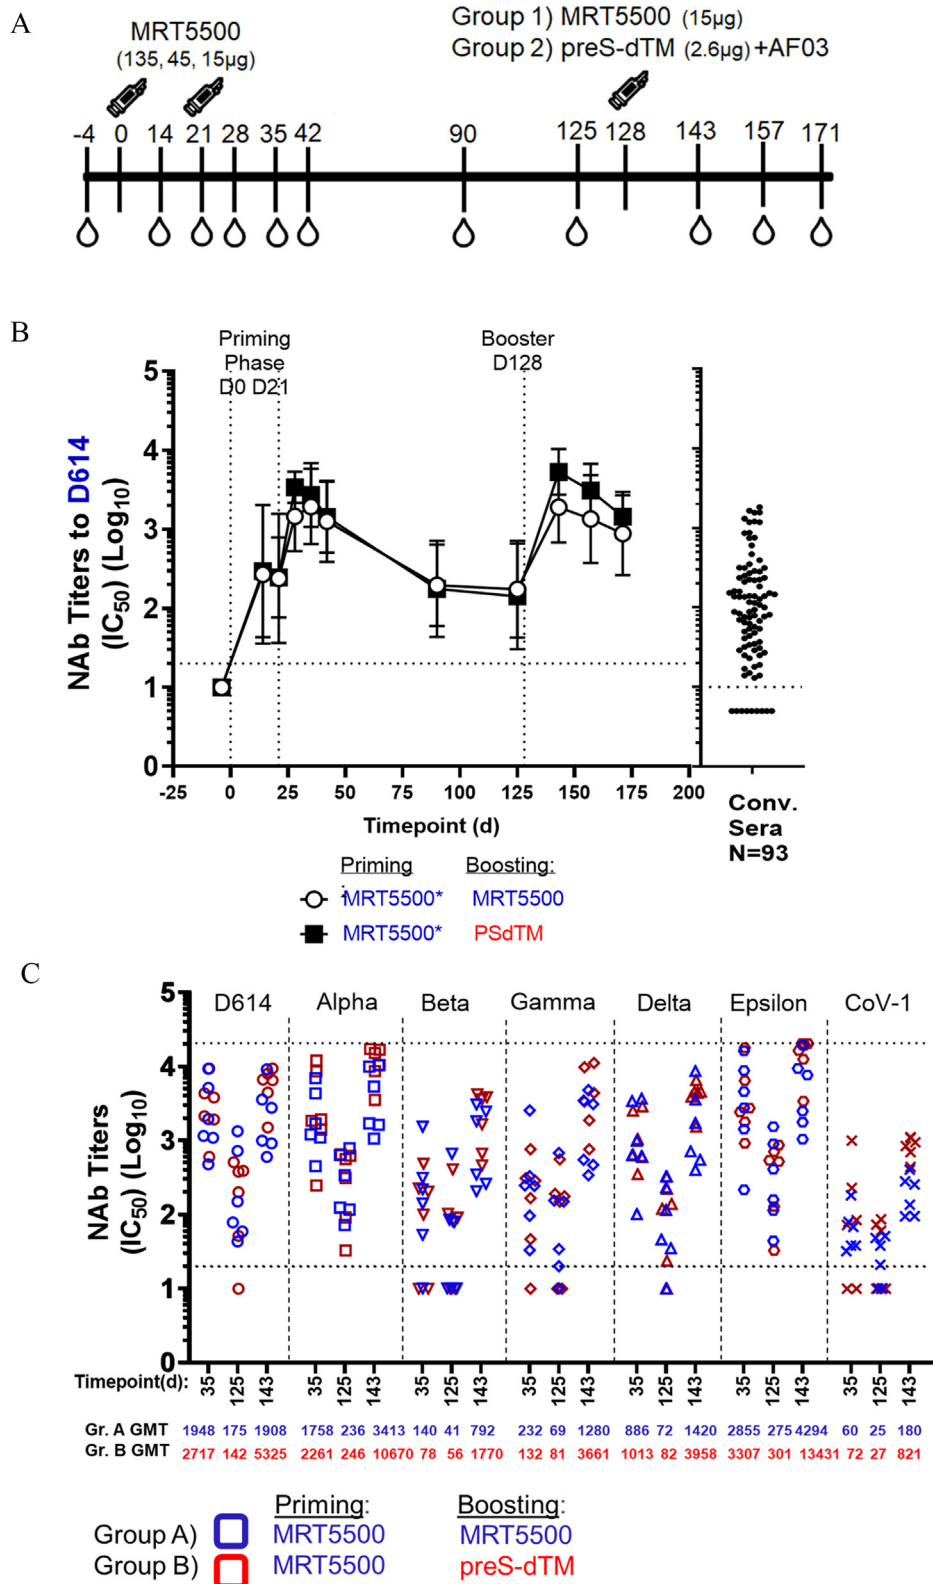 A
MRT5500
(135, 45, 15µg)
Group 1) MRT5500 (15µg)
Group 2) preS-dTM (2.6µg) +AF03
-4 0 14 21 28 35 42 90 125 128 143 157 171
B
Priming
Phase
D0 D21
Booster
D128
NAb Titers to D614
(IC50) (Log10)
5
4
3
2
1
0
-25 0 25 50 75 100 125 150 175 200
Timepoint (d)
Conv.
Sera
N=93
Priming Boosting:
MRT5500* MRT5500
MRT5500* PSdTM
C
D614 Alpha Beta Gamma Delta Epsilon CoV-1
NAb Titers
(IC50) (Log10)
5
4
3
2
1
0
Timepoint(d): 35 125 143 35 125 143 35 125 143 35 125 143 35 125 143 35 125 143 35 125 143
Gr. A GMT 1948 175 1908 1758 236 3413 140 41 792 232 69 1280 886 72 1420 2855 275 4294 60 25 180
Gr. B GMT 2717 142 5325 2261 246 10670 78 56 1770 132 81 3661 1013 82 3958 3307 301 13431 72 27 821
Priming: Boosting:
Group A) MRT5500 MRT5500
Group B) MRT5500 preS-dTM